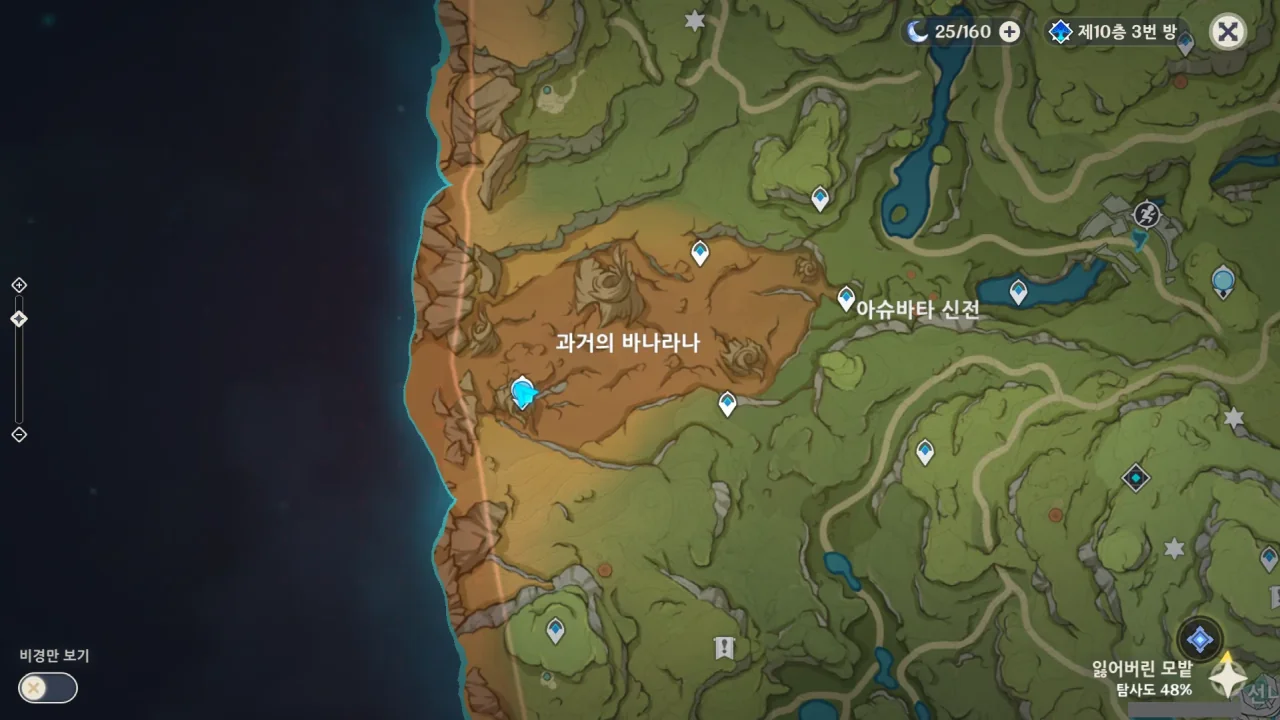 25/160
제10층 3번 방
아슈바타 신전
과거의 바나라나
비경만 보기
잃어버린 모밭
탐사도 48%